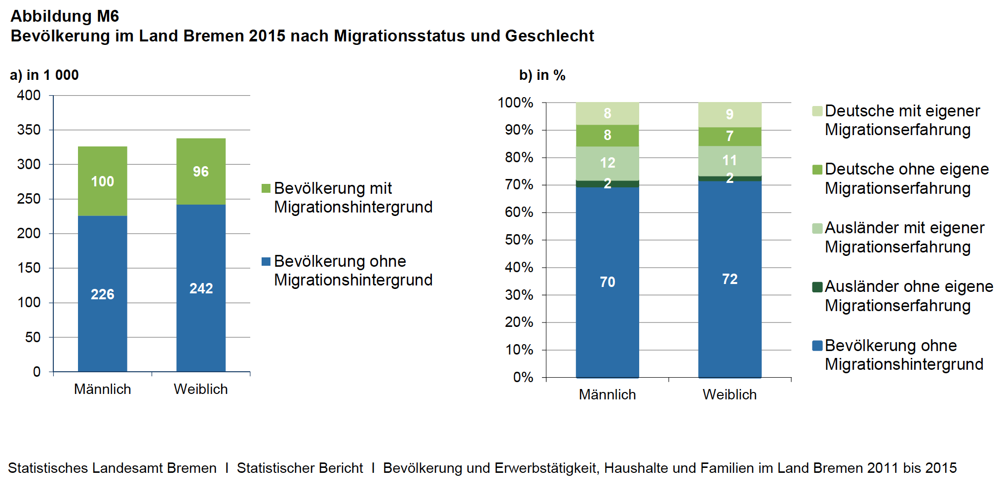 Abbildung M6
Bevölkerung im Land Bremen 2015 nach Migrationsstatus und Geschlecht
a) in 1 000
400
350
300
250
200
150
100
50
0
100
96
226
242
Männlich
Weiblich
Bevölkerung mit
Migrationshintergrund
Bevölkerung ohne
Migrationshintergrund
b) in %
100%
90%
80%
70%
60%
50%
40%
30%
20%
10%
0%
8
8
12
2
70
9
7
11
2
72
Männlich
Weiblich
Deutsche mit eigener
Migrationserfahrung
Deutsche ohne eigene
Migrationserfahrung
Ausländer mit eigener
Migrationserfahrung
Ausländer ohne eigene
Migrationserfahrung
Bevölkerung ohne
Migrationshintergrund
Statistisches Landesamt Bremen I Statistischer Bericht I Bevölkerung und Erwerbstätigkeit, Haushalte und Familien im Land Bremen 2011 bis 2015